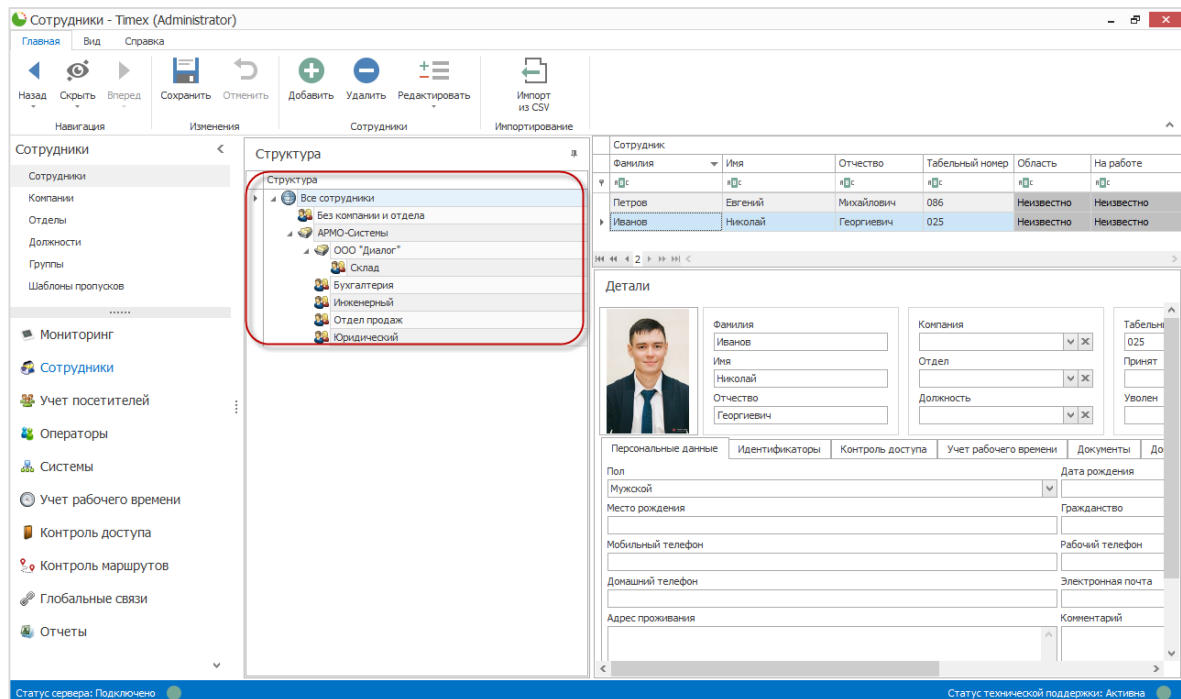 Сотрудники - Timex (Administrator)
Главная Вид Справка
Назад Скрыть Вперед Сохранить Отменить Добавить Удалить Редактировать Импорт из CSV
Навигация Изменения Сотрудники Импортирование
Сотрудники
Сотрудники
Компании
Отделы
Должности
Группы
Шаблоны пропусков
Мониторинг
Сотрудники
Учет посетителей
Операторы
Системы
Учет рабочего времени
Контроль доступа
Контроль маршрутов
Глобальные связи
Отчеты
Структура
Структура
Все сотрудники
Без компании и отдела
АРМО-Системы
ООО "Диалог"
Склад
Бухгалтерия
Инженерный
Отдел продаж
Юридический
Сотрудник
Фамилия Имя Отчество Табельный номер Область На работе
Петров Евгений Михайлович 086 Неизвестно Неизвестно
Иванов Николай Георгиевич 025 Неизвестно Неизвестно
2
Детали
Фамилия Компания Табельн
Иванов 025
Имя Отдел Принят
Николай
Отчество Должность Уволен
Георгиевич
Персональные данные Идентификаторы Контроль доступа Учет рабочего времени Документы До
Пол Дата рождения
Мужской
Место рождения Гражданство
Мобильный телефон Рабочий телефон
Домашний телефон Электронная почта
Адрес проживания Комментарий
Статус сервера: Подключено Статус технической поддержки: Активна